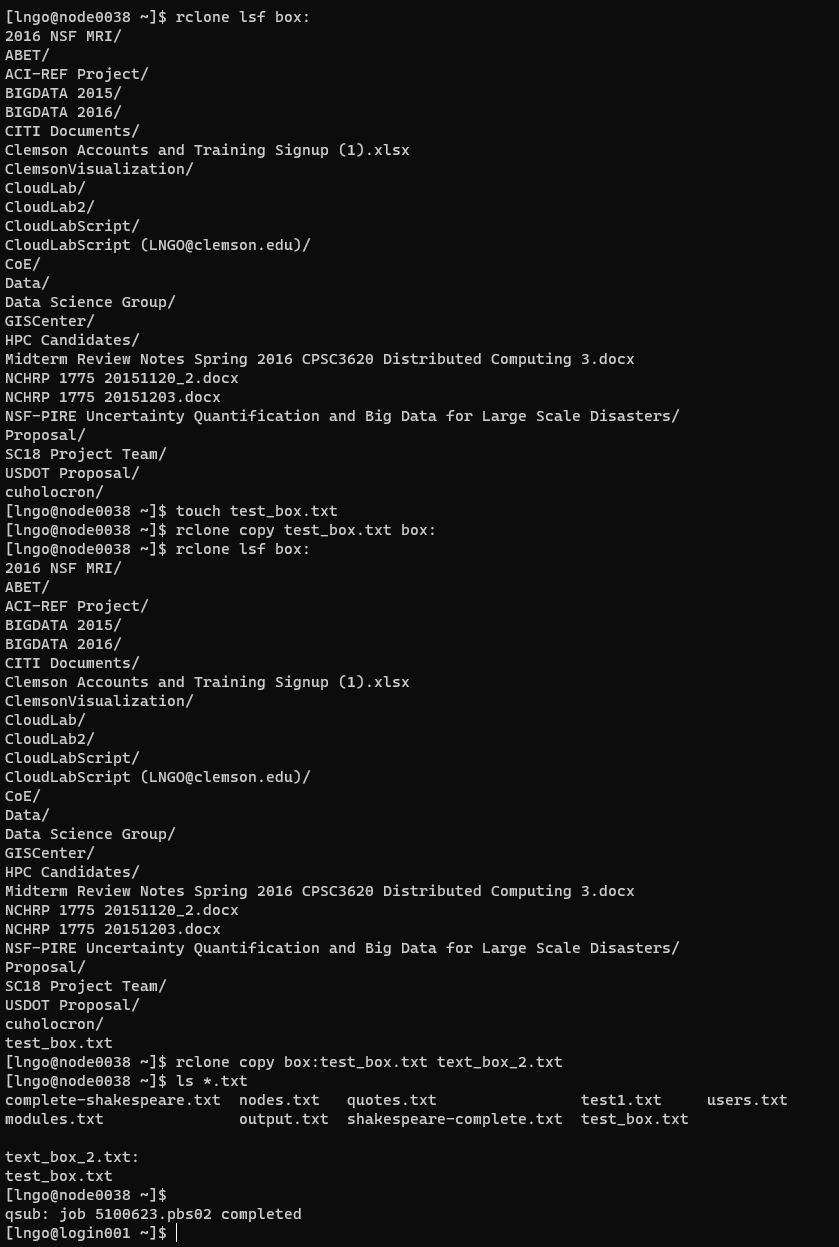 [lngo@node0038 ~]$ rclone lsf box:
2016 NSF MRI/
ABET/
ACI-REF Project/
BIGDATA 2015/
BIGDATA 2016/
CITI Documents/
Clemson Accounts and Training Signup (1).xlsx
ClemsonVisualization/
CloudLab/
CloudLab2/
CloudLabScript/
CloudLabScript (LNGO@clemson.edu)/
CoE/
Data/
Data Science Group/
GISCenter/
HPC Candidates/
Midterm Review Notes Spring 2016 CPSC3620 Distributed Computing 3.docx
NCHRP 1775 20151120_2.docx
NCHRP 1775 20151203.docx
NSF-PIRE Uncertainty Quantification and Big Data for Large Scale Disasters/
Proposal/
SC18 Project Team/
USDOT Proposal/
cuholocron/
[lngo@node0038 ~]$ touch test_box.txt
[lngo@node0038 ~]$ rclone copy test_box.txt box:
[lngo@node0038 ~]$ rclone lsf box:
2016 NSF MRI/
ABET/
ACI-REF Project/
BIGDATA 2015/
BIGDATA 2016/
CITI Documents/
Clemson Accounts and Training Signup (1).xlsx
ClemsonVisualization/
CloudLab/
CloudLab2/
CloudLabScript/
CloudLabScript (LNGO@clemson.edu)/
CoE/
Data/
Data Science Group/
GISCenter/
HPC Candidates/
Midterm Review Notes Spring 2016 CPSC3620 Distributed Computing 3.docx
NCHRP 1775 20151120_2.docx
NCHRP 1775 20151203.docx
NSF-PIRE Uncertainty Quantification and Big Data for Large Scale Disasters/
Proposal/
SC18 Project Team/
USDOT Proposal/
cuholocron/
test_box.txt
[lngo@node0038 ~]$ rclone copy box:test_box.txt text_box_2.txt
[lngo@node0038 ~]$ ls *.txt
complete-shakespeare.txt  nodes.txt   quotes.txt                test1.txt     users.txt
modules.txt               output.txt  shakespeare-complete.txt  test_box.txt

text_box_2.txt:
test_box.txt
[lngo@node0038 ~]$
qsub: job 5100623.pbs02 completed
[lngo@login001 ~]$